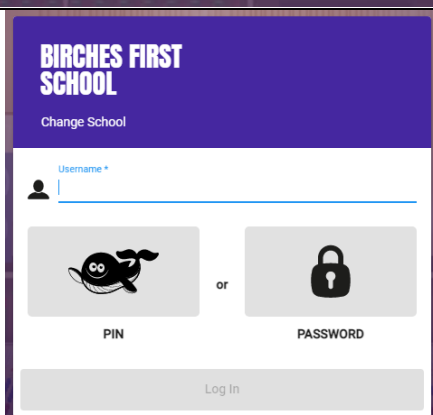 BIRCHES FIRST
SCHOOL
Change School
Username *
or
PIN
PASSWORD
Log In